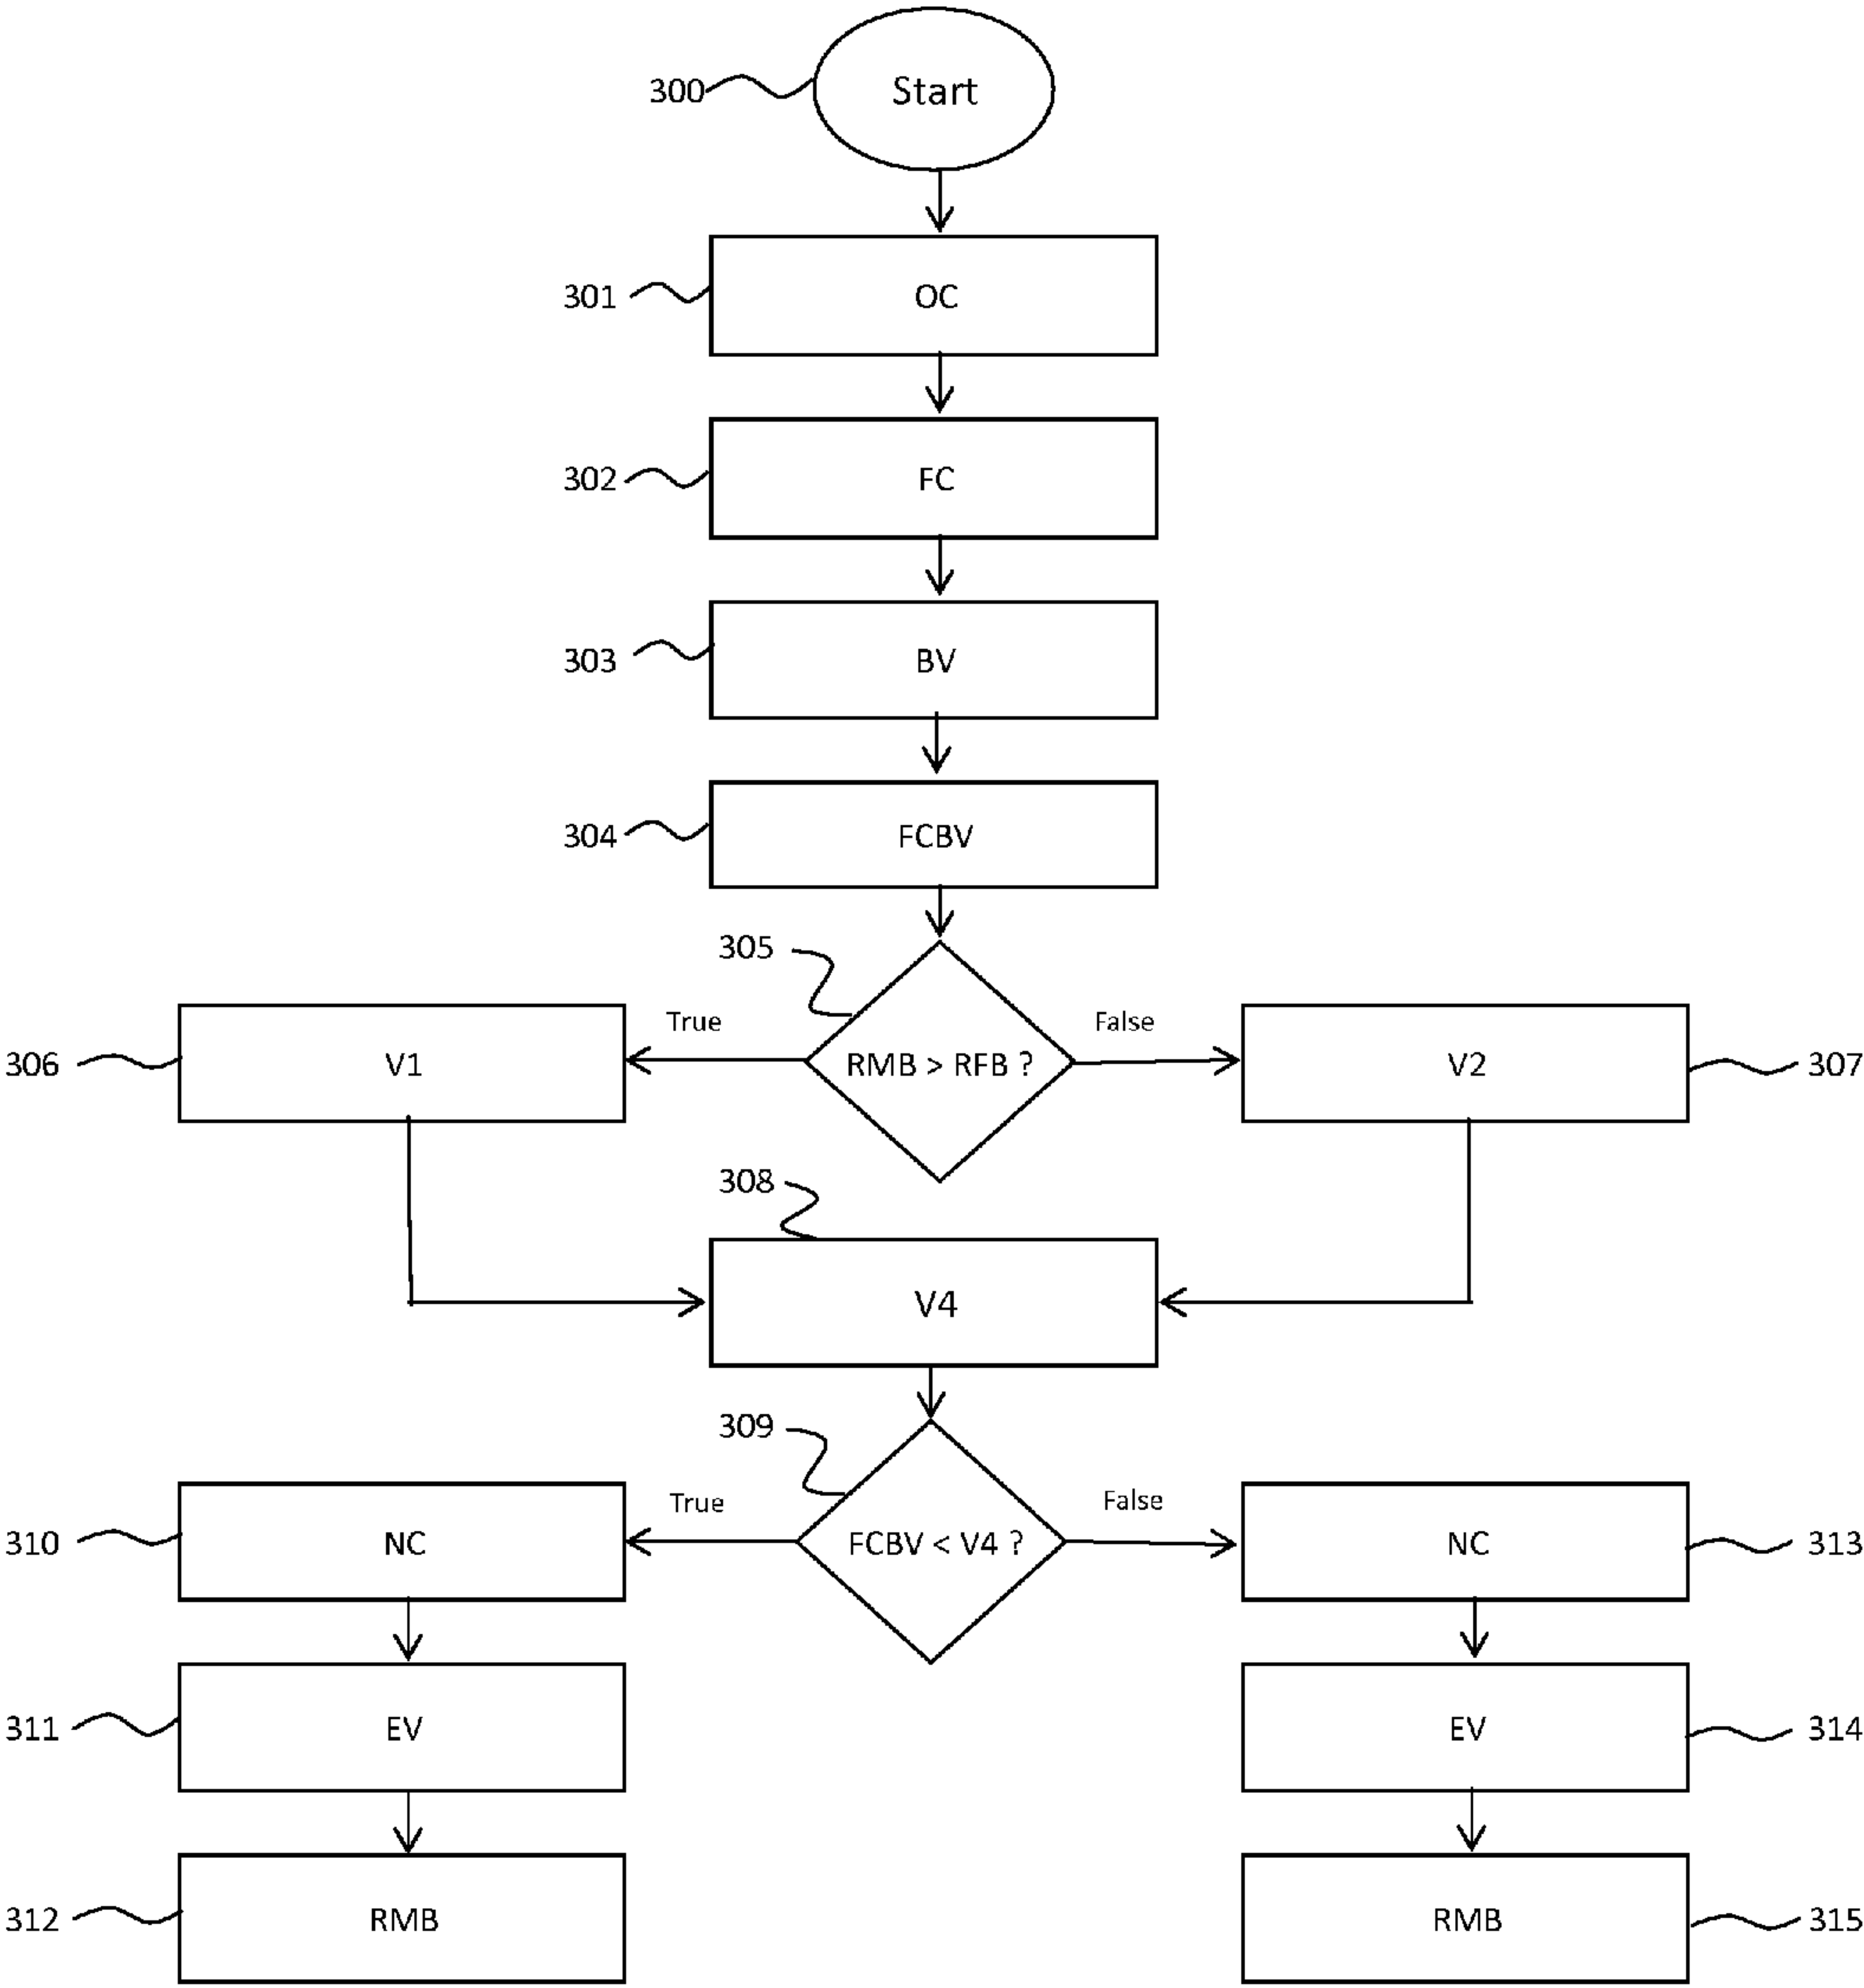 300
Start
301
OC
302
FC
303
BV
304
FCBV
305
True
RMB > RFB ?
False
306
V1
V2
307
308
V4
309
True
FCBV < V4 ?
False
310
NC
NC
313
311
EV
EV
314
312
RMB
RMB
315